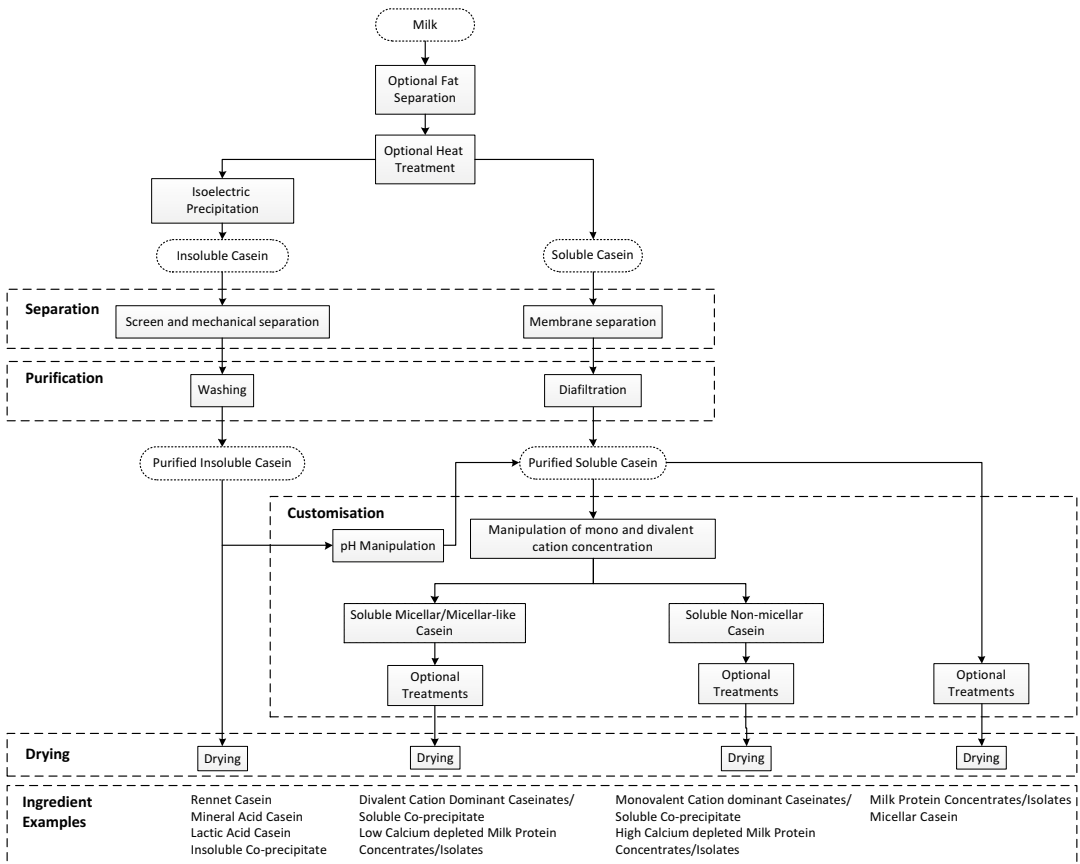 Milk
Optional Fat
Separation
Optional Heat
Treatment
Isoelectric
Precipitation
Insoluble Casein
Soluble Casein
Separation
Screen and mechanical separation
Membrane separation
Purification
Washing
Diafiltration
Purified Insoluble Casein
Purified Soluble Casein
Customisation
pH Manipulation
Manipulation of mono and divalent
cation concentration
Soluble Micellar/Micellar-like
Casein
Soluble Non-micellar
Casein
Optional
Treatments
Optional
Treatments
Optional
Treatments
Drying
Drying
Drying
Drying
Drying
Ingredient
Examples
Rennet Casein
Mineral Acid Casein
Lactic Acid Casein
Insoluble Co-precipitate
Divalent Cation Dominant Caseinates/
Soluble Co-precipitate
Low Calcium depleted Milk Protein
Concentrates/Isolates
Monovalent Cation dominant Caseinates/
Soluble Co-precipitate
High Calcium depleted Milk Protein
Concentrates/Isolates
Milk Protein Concentrates/Isolates
Micellar Casein